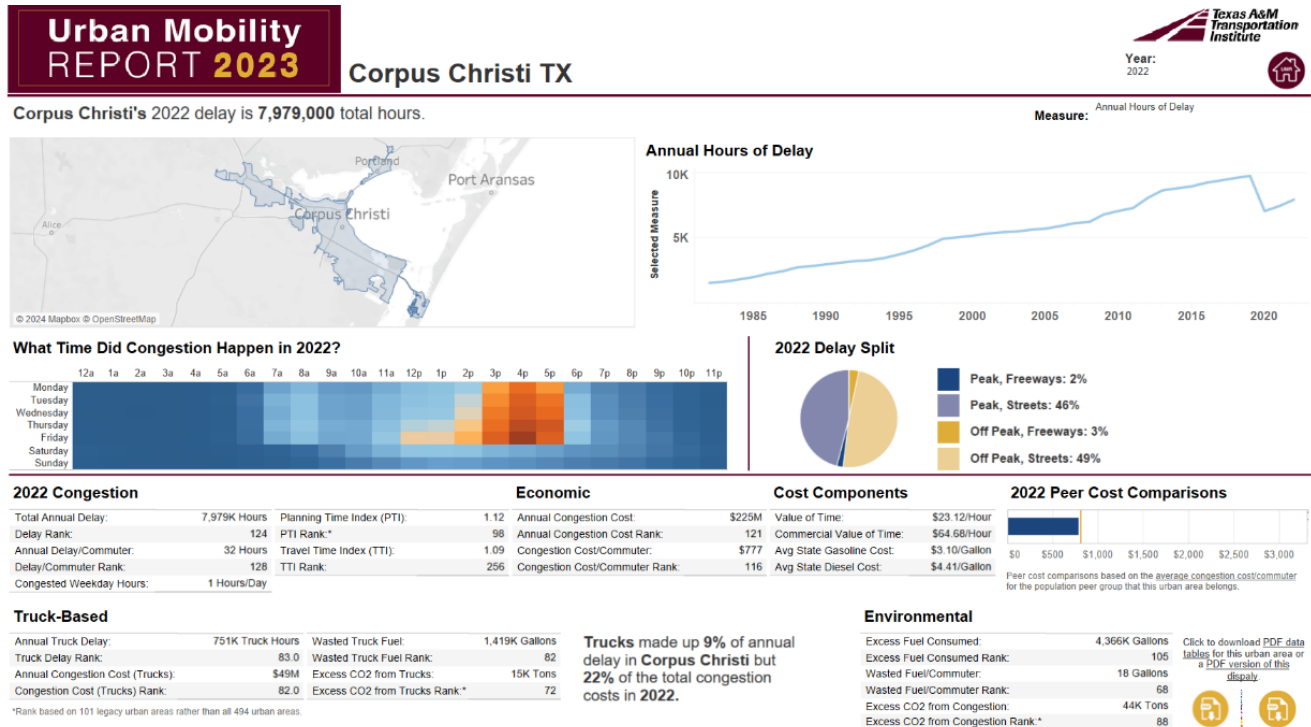 Urban Mobility
REPORT 2023
Corpus Christi TX
Texas A&M
Transportation
Institute
Year:
2022
Corpus Christi's 2022 delay is 7,979,000 total hours.
Measure: Annual Hours of Delay
Portland
Port Aransas
Corpus Christi
Alice
© 2024 Mapbox © OpenStreetMap
Annual Hours of Delay
Selected Measure
10K
5K
1985 1990 1995 2000 2005 2010 2015 2020
What Time Did Congestion Happen in 2022?
12a 1a 2a 3a 4a 5a 6a 7a 8a 9a 10a 11a 12p 1p 2p 3p 4p 5p 6p 7p 8p 9p 10p 11p
Monday
Tuesday
Wednesday
Thursday
Friday
Saturday
Sunday
2022 Delay Split
Peak, Freeways: 2%
Peak, Streets: 46%
Off Peak, Freeways: 3%
Off Peak, Streets: 49%
2022 Congestion
Total Annual Delay: 7,979K Hours Planning Time Index (PTI): 1.12
Delay Rank: 124 PTI Rank:* 98
Annual Delay/Commuter: 32 Hours Travel Time Index (TTI): 1.09
Delay/Commuter Rank: 128 TTI Rank: 256
Congested Weekday Hours: 1 Hours/Day
Economic
Annual Congestion Cost: $225M
Annual Congestion Cost Rank: 121
Congestion Cost/Commuter: $777
Congestion Cost/Commuter Rank: 116
Cost Components
Value of Time: $23.12/Hour
Commercial Value of Time: $64.68/Hour
Avg State Gasoline Cost: $3.10/Gallon
Avg State Diesel Cost: $4.41/Gallon
2022 Peer Cost Comparisons
$0 $500 $1,000 $1,500 $2,000 $2,500 $3,000
Peer cost comparisons based on the average congestion cost/commuter
for the population peer group that this urban area belongs.
Truck-Based
Annual Truck Delay: 751K Truck Hours Wasted Truck Fuel: 1,419K Gallons
Truck Delay Rank: 83.0 Wasted Truck Fuel Rank: 82
Annual Congestion Cost (Trucks): $49M Excess CO2 from Trucks: 15K Tons
Congestion Cost (Trucks) Rank: 82.0 Excess CO2 from Trucks Rank:* 72
*Rank based on 101 legacy urban areas rather than all 494 urban areas.
Trucks made up 9% of annual
delay in Corpus Christi but
22% of the total congestion
costs in 2022.
Environmental
Excess Fuel Consumed: 4,366K Gallons
Excess Fuel Consumed Rank: 105
Wasted Fuel/Commuter: 18 Gallons
Wasted Fuel/Commuter Rank: 68
Excess CO2 from Congestion: 44K Tons
Excess CO2 from Congestion Rank:* 88
Click to download PDF data
tables for this urban area or
a PDF version of this
dispaly.